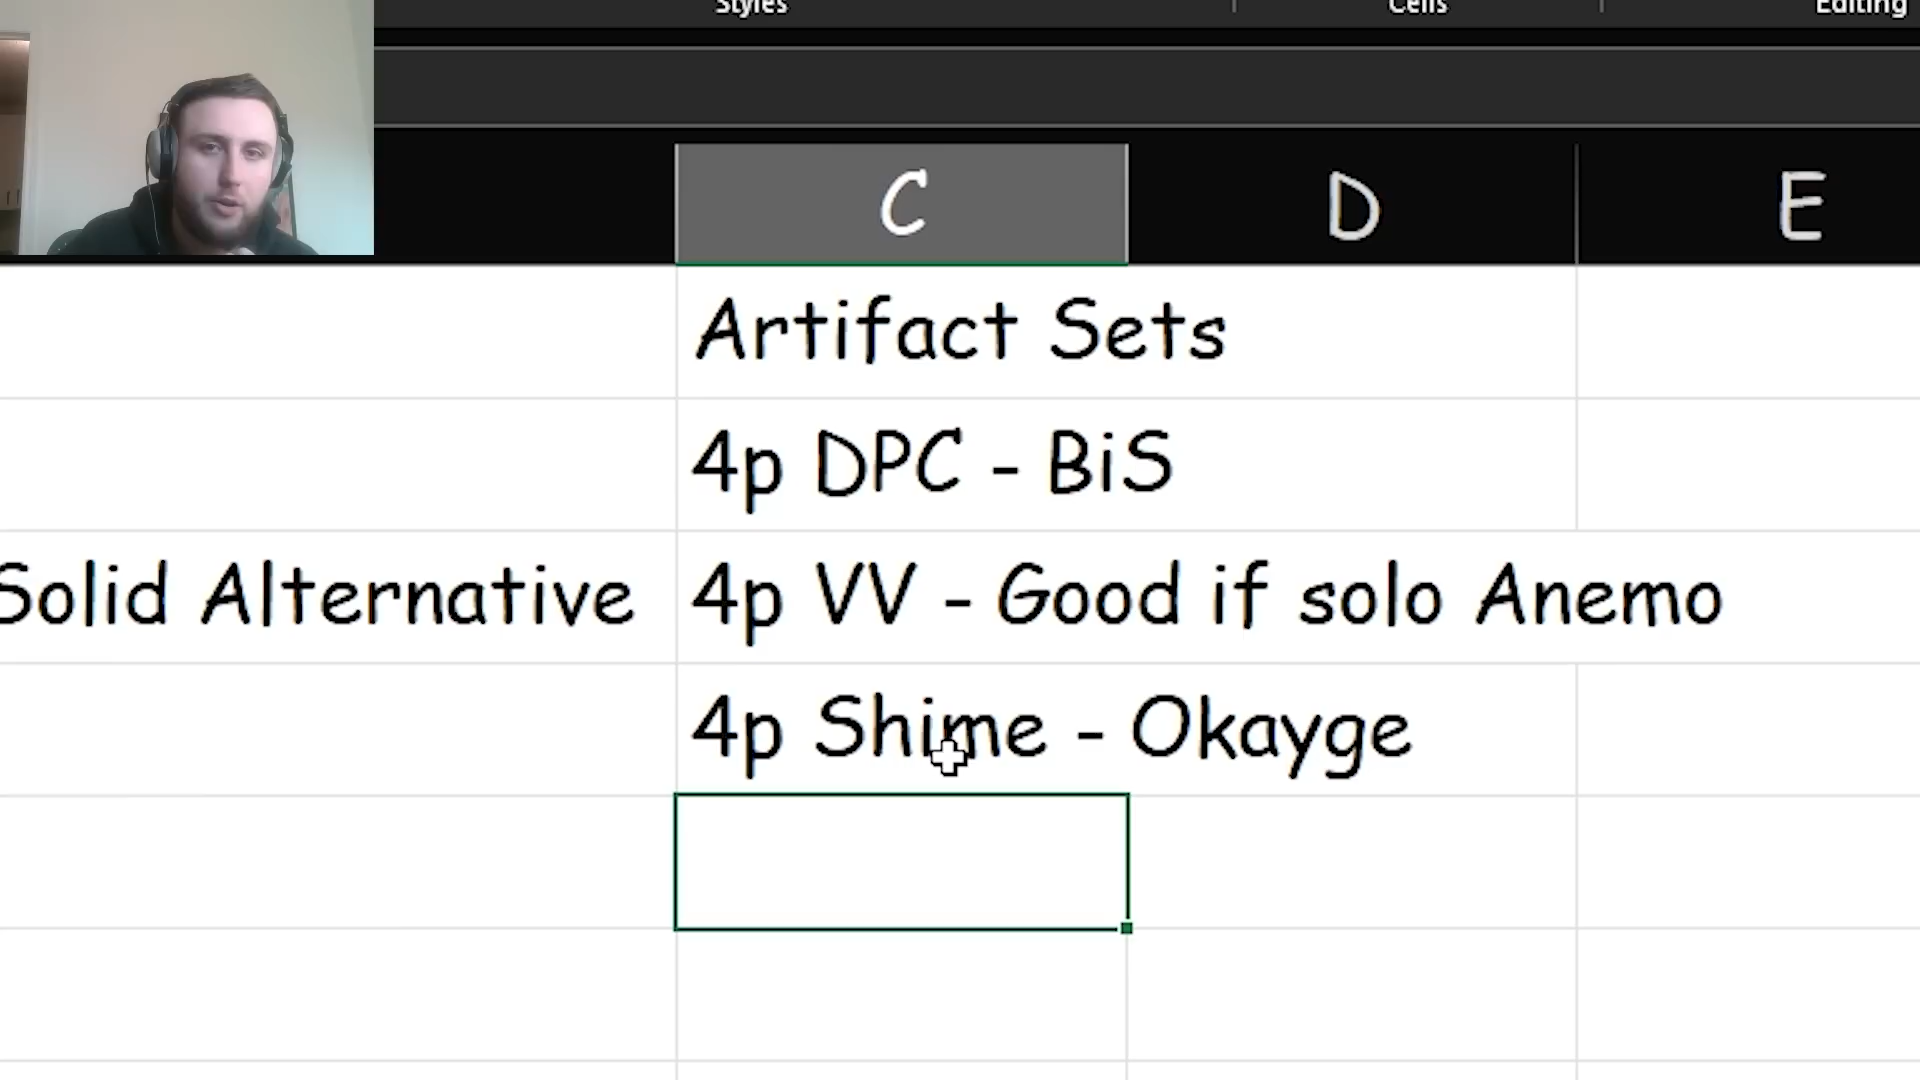 Styles Cells Editing
C D E
Artifact Sets
4p DPC - BiS
Solid Alternative 4p VV - Good if solo Anemo
4p Shime - Okayge